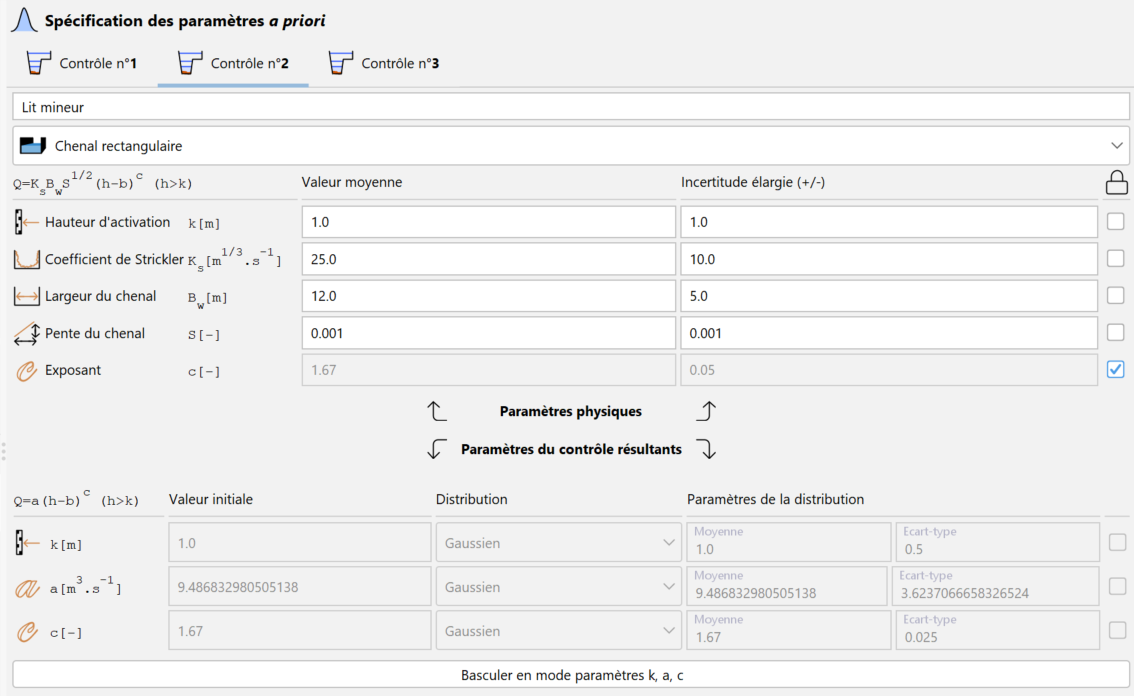 Spécification des paramètres a priori
Contrôle n°1 Contrôle n°2 Contrôle n°3
Lit mineur
Chenal rectangulaire
Q=K_sB_wS^1/2(h-b)^c (h>k) Valeur moyenne Incertitude élargie (+/-)
Hauteur d'activation k[m] 1.0 1.0
Coefficient de Strickler K_s[m^1/3.s^-1] 25.0 10.0
Largeur du chenal B_w[m] 12.0 5.0
Pente du chenal S[-] 0.001 0.001
Exposant c[-] 1.67 0.05
Paramètres physiques
Paramètres du contrôle résultants
Q=a(h-b)^c (h>k) Valeur initiale Distribution Paramètres de la distribution
k[m] 1.0 Gaussien Moyenne 1.0 Ecart-type 0.5
a[m^3.s^-1] 9.486832980505138 Gaussien Moyenne 9.486832980505138 Ecart-type 3.6237066658326524
c[-] 1.67 Gaussien Moyenne 1.67 Ecart-type 0.025
Basculer en mode paramètres k, a, c